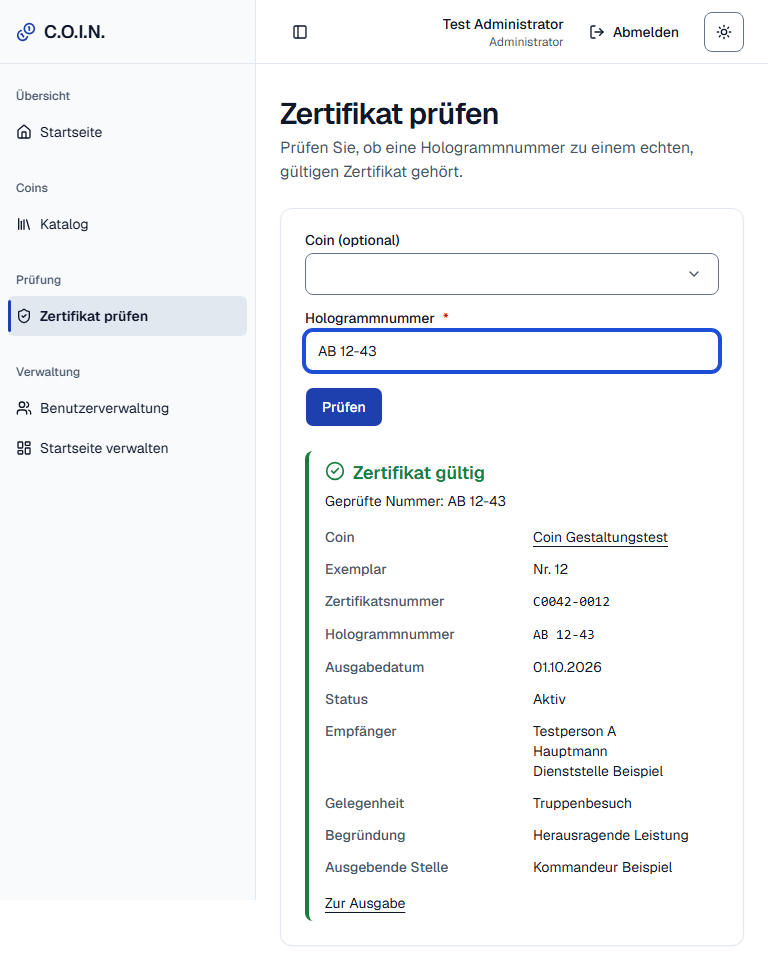 C.O.I.N.
Test Administrator
Administrator
Abmelden
Übersicht
Startseite
Coins
Katalog
Prüfung
Zertifikat prüfen
Verwaltung
Benutzerverwaltung
Startseite verwalten
Zertifikat prüfen
Prüfen Sie, ob eine Hologrammnummer zu einem echten,
gültigen Zertifikat gehört.
Coin (optional)
Hologrammnummer *
AB 12-43
Prüfen
Zertifikat gültig
Geprüfte Nummer: AB 12-43
Coin Coin Gestaltungstest
Exemplar Nr. 12
Zertifikatsnummer C0042-0012
Hologrammnummer AB 12-43
Ausgabedatum 01.10.2026
Status Aktiv
Empfänger Testperson A
Hauptmann
Dienststelle Beispiel
Gelegenheit Truppenbesuch
Begründung Herausragende Leistung
Ausgebende Stelle Kommandeur Beispiel
Zur Ausgabe